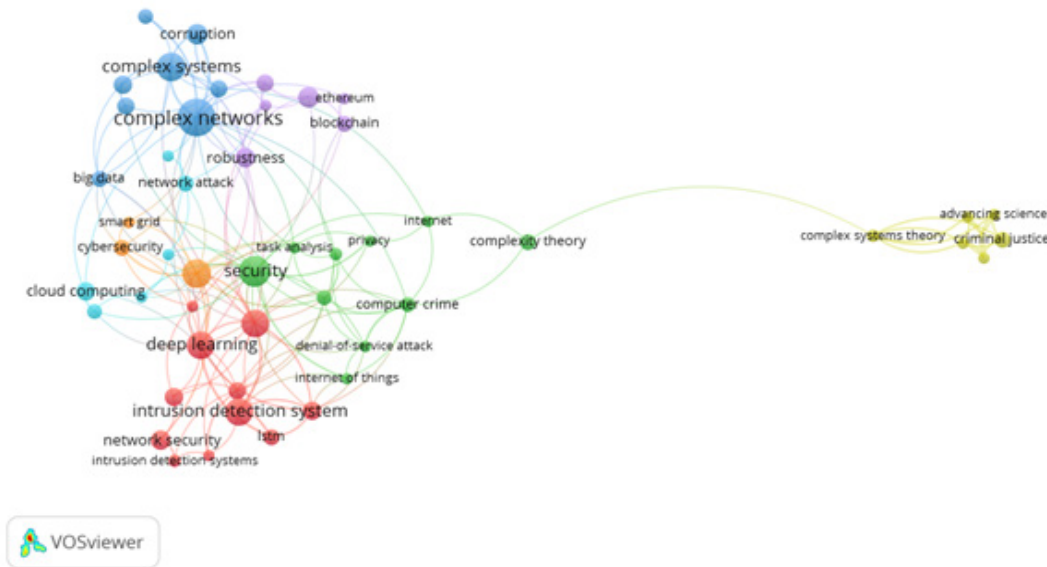 corruption
complex systems
complex networks
ethereum
blockchain
robustness
big data
network attack
smart grid
cybersecurity
cloud computing
task analysis
privacy
internet
security
complexity theory
computer crime
denial-of-service attack
internet of things
deep learning
intrusion detection system
lstm
network security
intrusion detection systems
advancing science
complex systems theory
criminal justice
VOSviewer